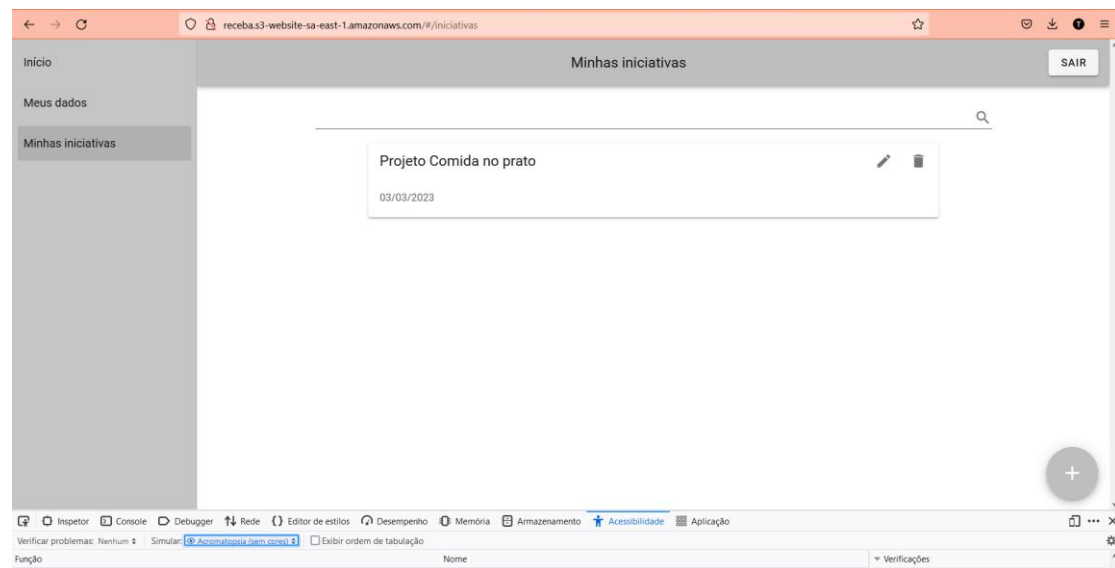 receba.s3-website-sa-east-1.amazonaws.com/#/iniciativas
Início
Minhas iniciativas
SAIR
Meus dados
Minhas iniciativas
Projeto Comida no prato
03/03/2023
+
Inspetor Console Debugger Rede {} Editor de estilos Desempenho Memória Armazenamento Acessibilidade Aplicação
Verificar problemas: Nenhum Simular: Acromatopsia (sem cores) Exibir ordem de tabulação
Função Nome Verificações